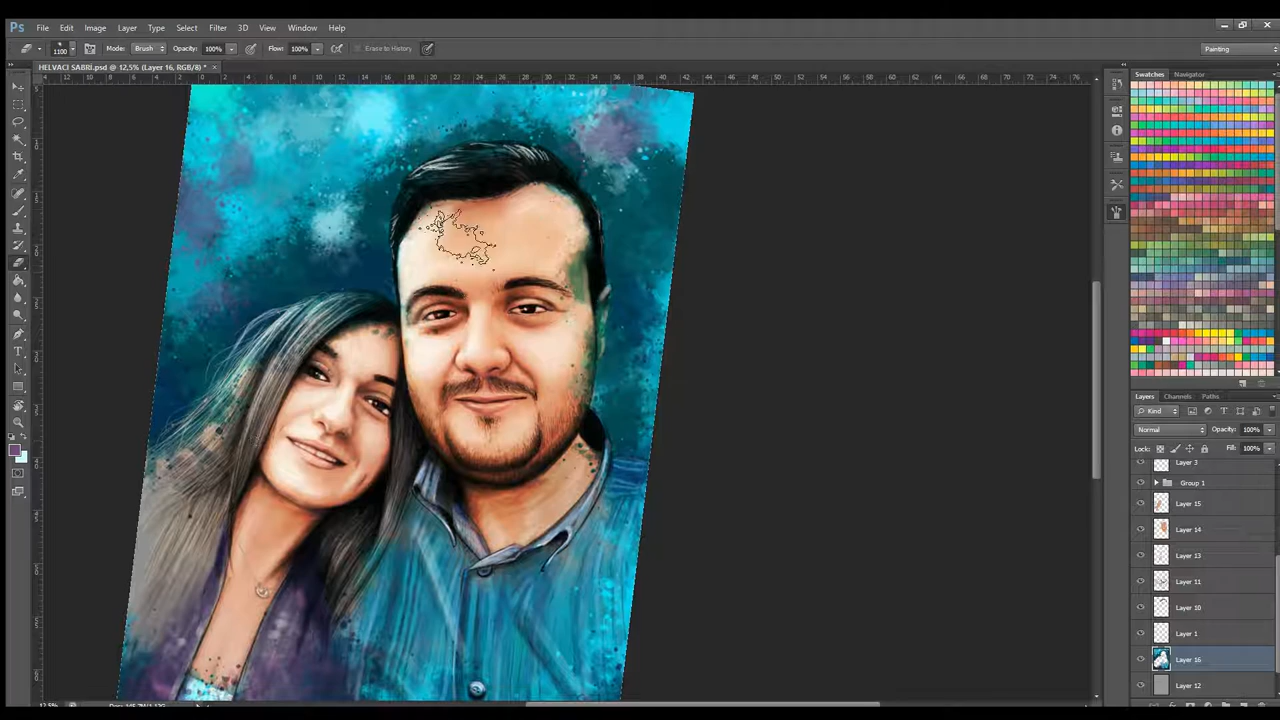 Ps File Edit Image Layer Type Select Filter 3D View Window Help
1100 Mode: Brush Opacity: 100% Flow: 100% Erase to History Painting
HELVACI SABRI.psd @ 12,5% (Layer 16, RGB/8) * ×
Swatches Navigator
Layers Channels Paths
Kind
Normal Opacity: 100%
Lock: Fill: 100%
Layer 3
Group 1
Layer 15
Layer 14
Layer 13
Layer 11
Layer 10
Layer 1
Layer 16
Layer 12
12,5%